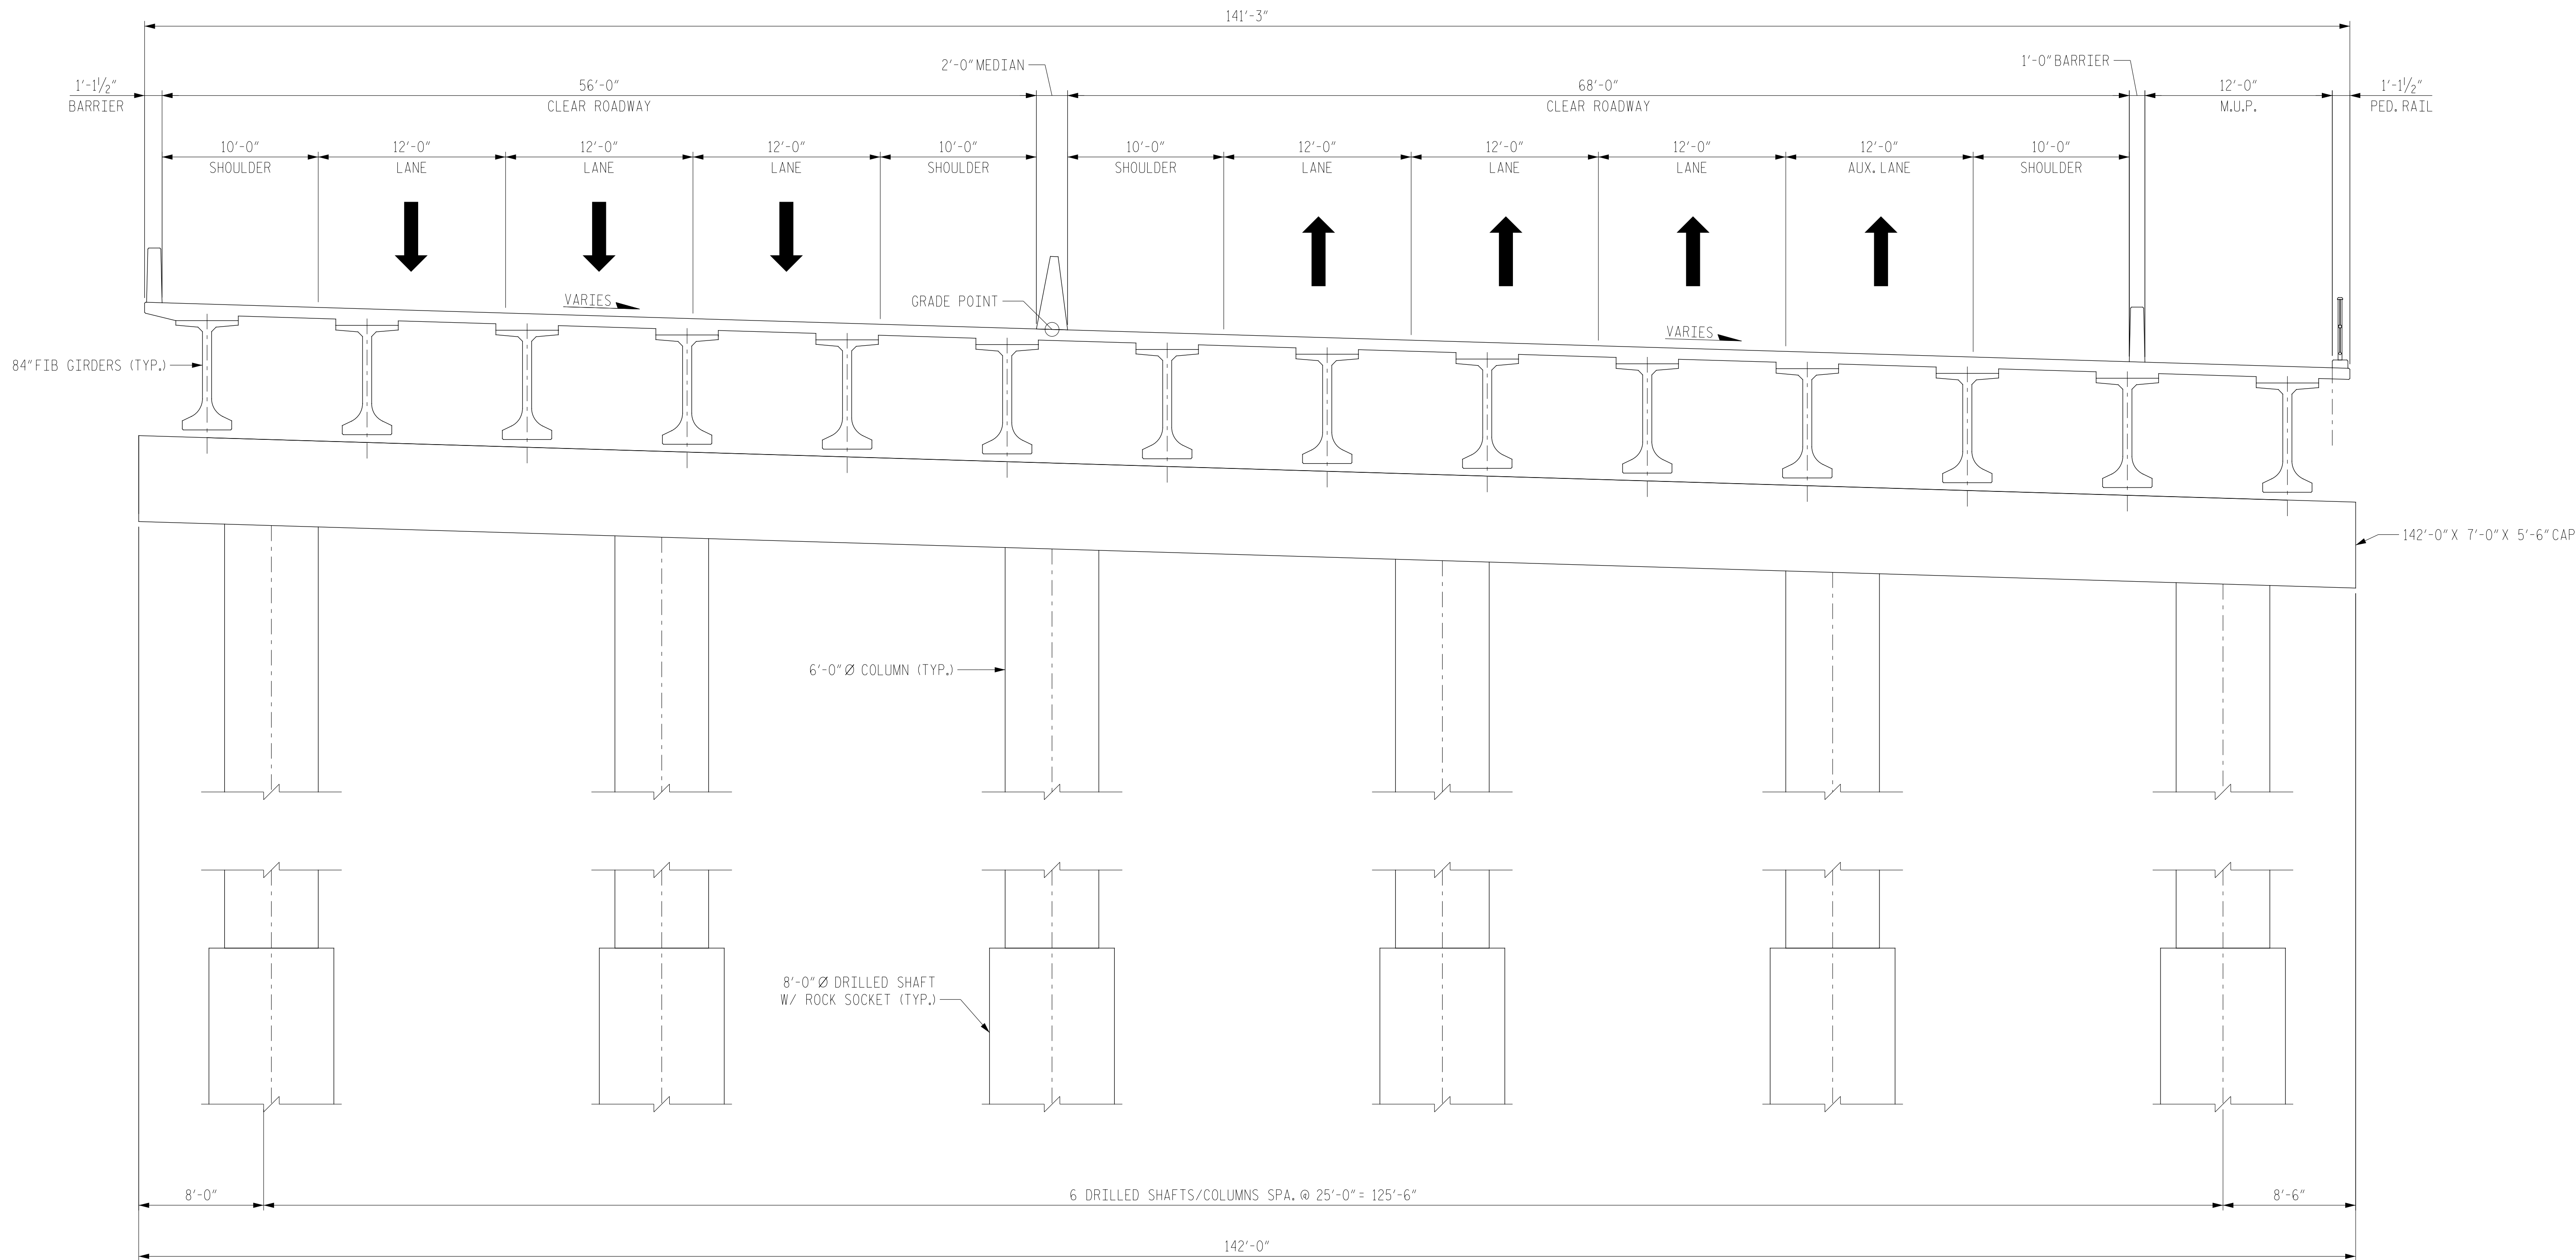 141'-3"
1'-1½"
BARRIER
56'-0"
CLEAR ROADWAY
2'-0" MEDIAN
68'-0"
CLEAR ROADWAY
1'-0" BARRIER
12'-0"
M.U.P.
1'-1½"
PED. RAIL
10'-0"
SHOULDER
12'-0"
LANE
12'-0"
LANE
12'-0"
LANE
10'-0"
SHOULDER
10'-0"
SHOULDER
12'-0"
LANE
12'-0"
LANE
12'-0"
LANE
12'-0"
AUX. LANE
10'-0"
SHOULDER
VARIES
GRADE POINT
VARIES
84" FIB GIRDERS (TYP.)
142'-0" X 7'-0" X 5'-6" CAP
6'-0" Ø COLUMN (TYP.)
8'-0" Ø DRILLED SHAFT
W/ ROCK SOCKET (TYP.)
8'-0"
6 DRILLED SHAFTS/COLUMNS SPA. @ 25'-0" = 125'-6"
8'-6"
142'-0"